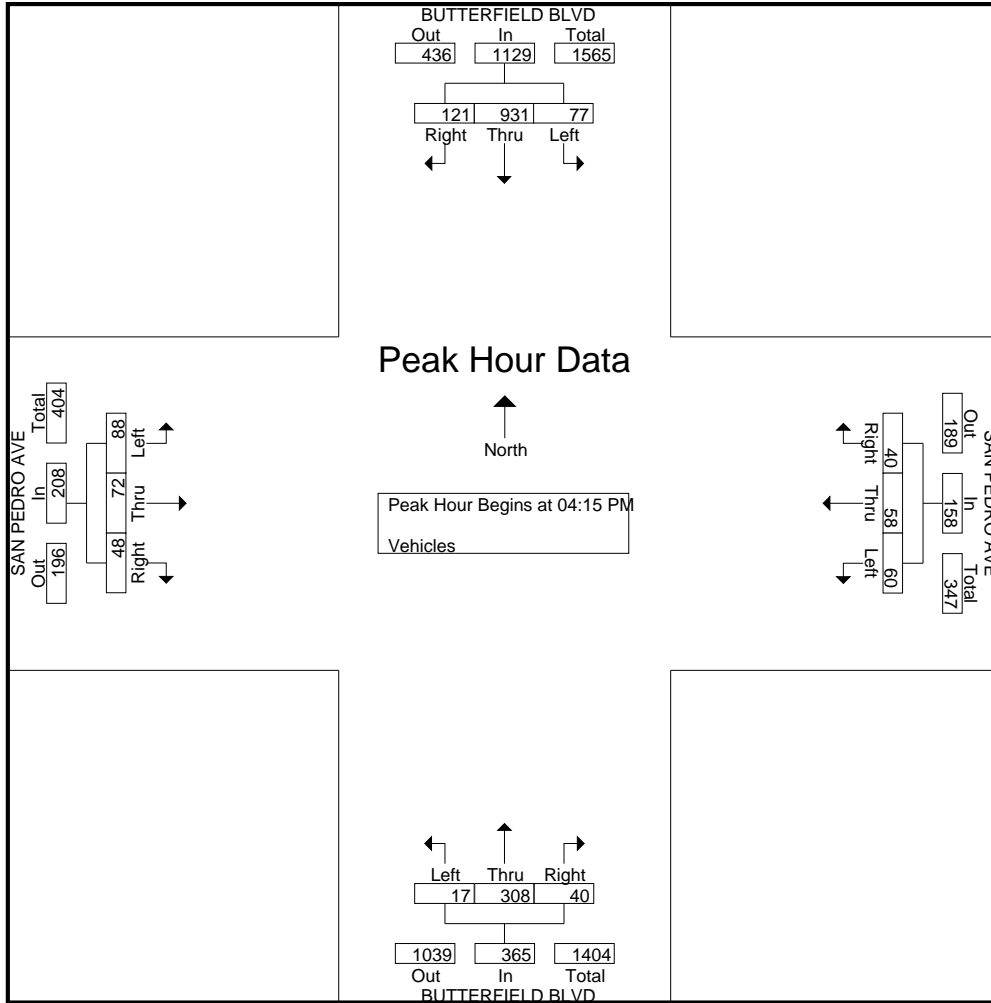 BUTTERFIELD BLVD
Out In Total
436 1129 1565
121 931 77
Right Thru Left
Peak Hour Data
North
Peak Hour Begins at 04:15 PM
Vehicles
SAN PEDRO AVE
Out In Total
196 208 404
48 72 88
Right Thru Left
SAN PEDRO AVE
Out In Total
189 158 347
40 58 60
Right Thru Left
Left Thru Right
17 308 40
1039 365 1404
Out In Total
BUTTERFIELD BLVD